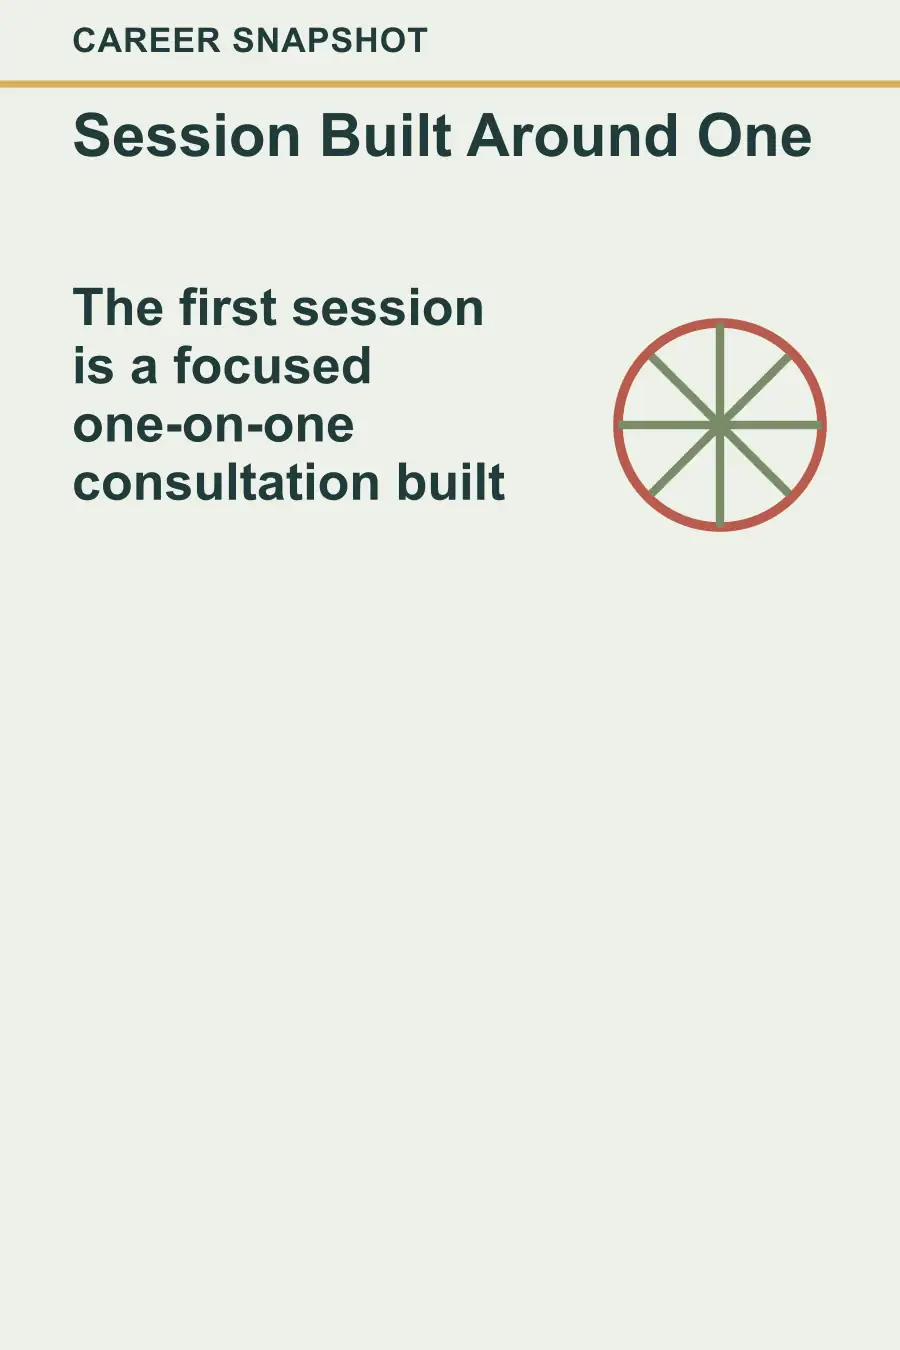 CAREER SNAPSHOT
Session Built Around One
The first session
is a focused
one-on-one
consultation built